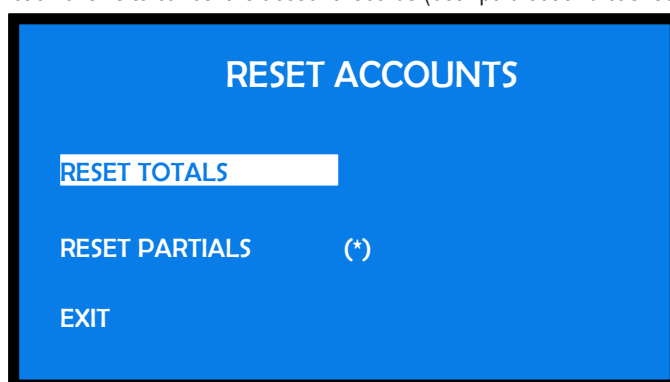 RESET ACCOUNTS
RESET TOTALS
RESET PARTIALS (*)
EXIT